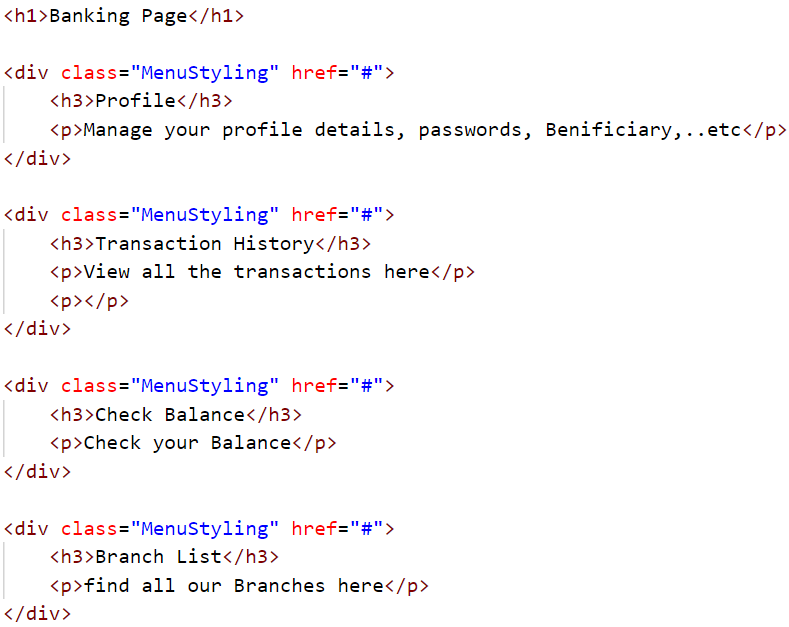 <h1>Banking Page</h1>
<div class="MenuStyling" href="#">
<h3>Profile</h3>
<p>Manage your profile details, passwords, Benificiary,..etc</p>
</div>
<div class="MenuStyling" href="#">
<h3>Transaction History</h3>
<p>View all the transactions here</p>
<p></p>
</div>
<div class="MenuStyling" href="#">
<h3>Check Balance</h3>
<p>Check your Balance</p>
</div>
<div class="MenuStyling" href="#">
<h3>Branch List</h3>
<p>find all our Branches here</p>
</div>